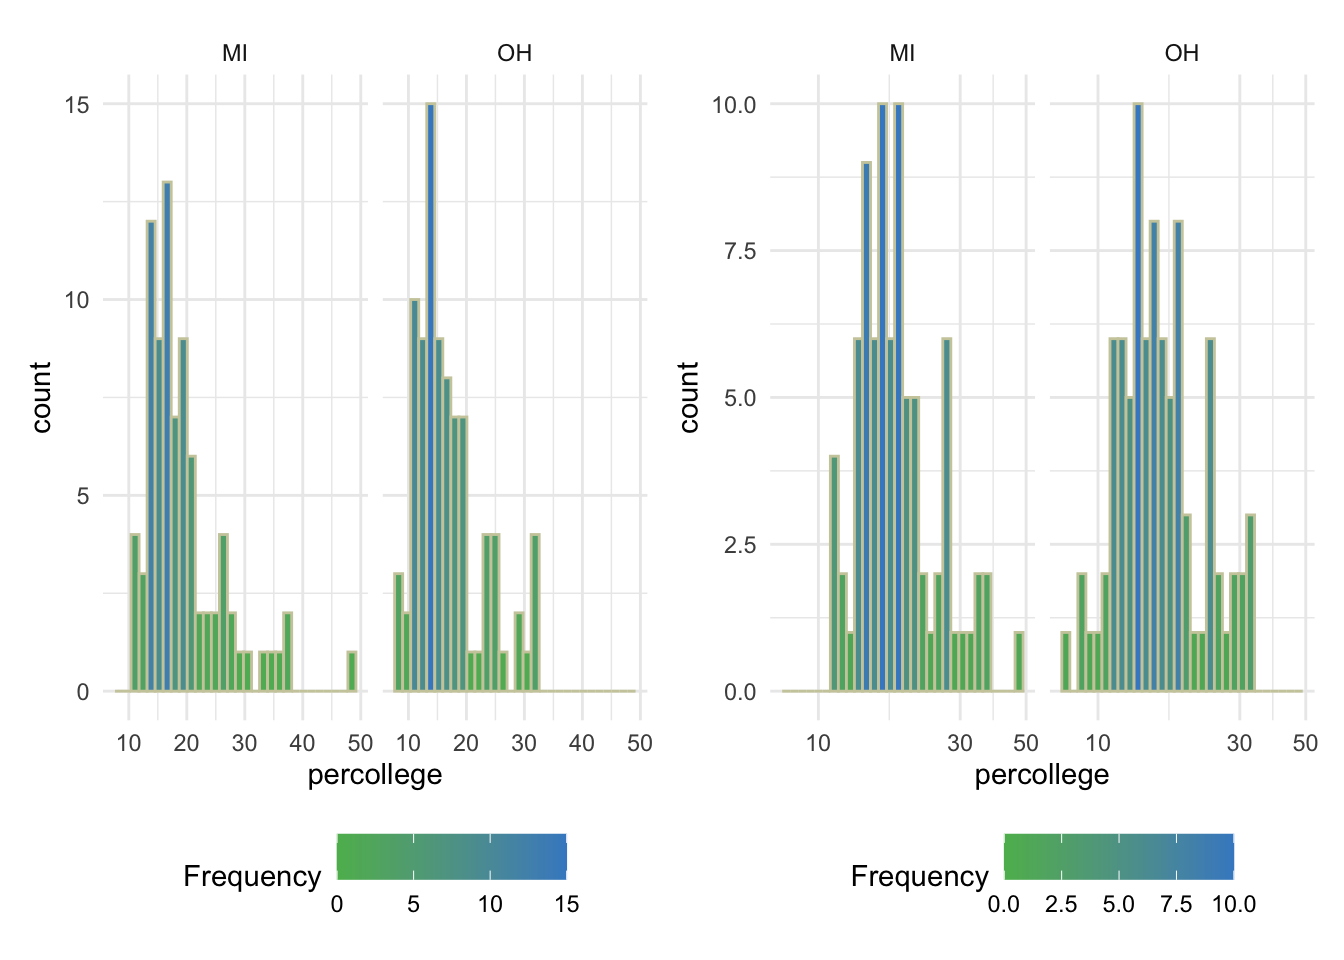 MI OH
15
10
5
0
count
10 20 30 40 50 10 20 30 40 50
percollege
Frequency
0 5 10 15
MI OH
10.0
7.5
5.0
2.5
0.0
count
10 30 50 10 30 50
percollege
Frequency
0.0 2.5 5.0 7.5 10.0